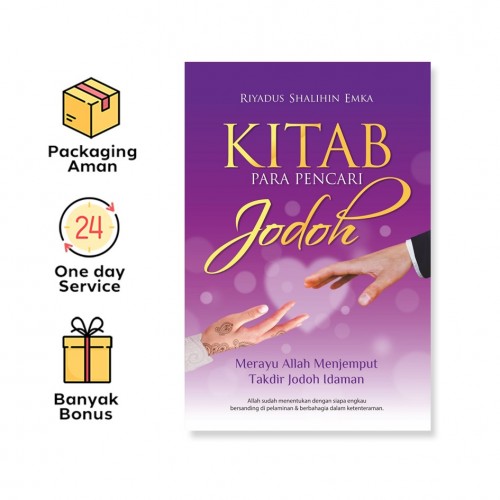 Packaging
Aman
24
One day
Service
Banyak
Bonus
RIYADUS SHALIHIN EMKA
KITAB
PARA PENCARI
Jodoh
Merayu Allah Menjemput
Takdir Jodoh Idaman
Allah sudah menentukan dengan siapa engkau
bersanding di pelaminan & berbahagia dalam ketenteraman.